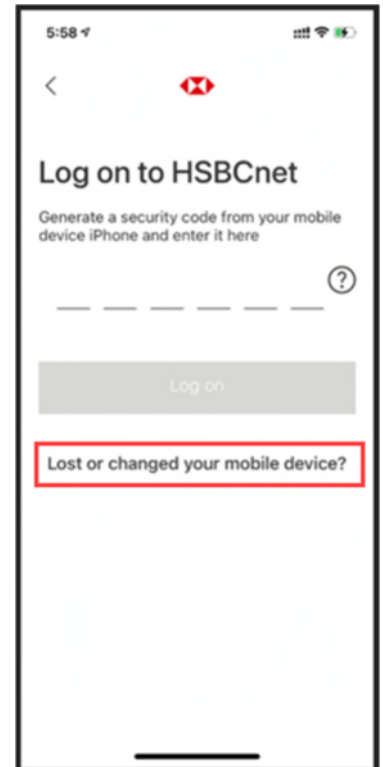 5:58
Log on to HSBCnet
Generate a security code from your mobile
device iPhone and enter it here
?
Log on
Lost or changed your mobile device?